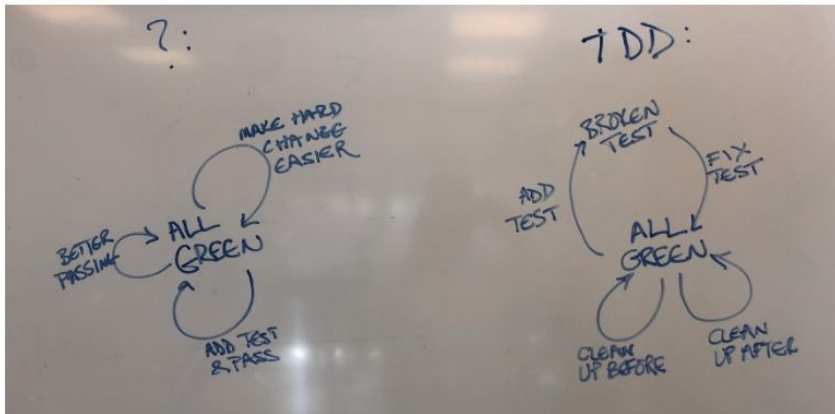 ?:
MAKE HARD
CHANGE
EASIER
ALL
GREEN
BETTER
PASSING
ADD TEST
& PASS
TDD:
BROKEN
TEST
FIX
TEST
ADD
TEST
ALL
GREEN
CLEAN
UP BEFORE
CLEAN
UP AFTER